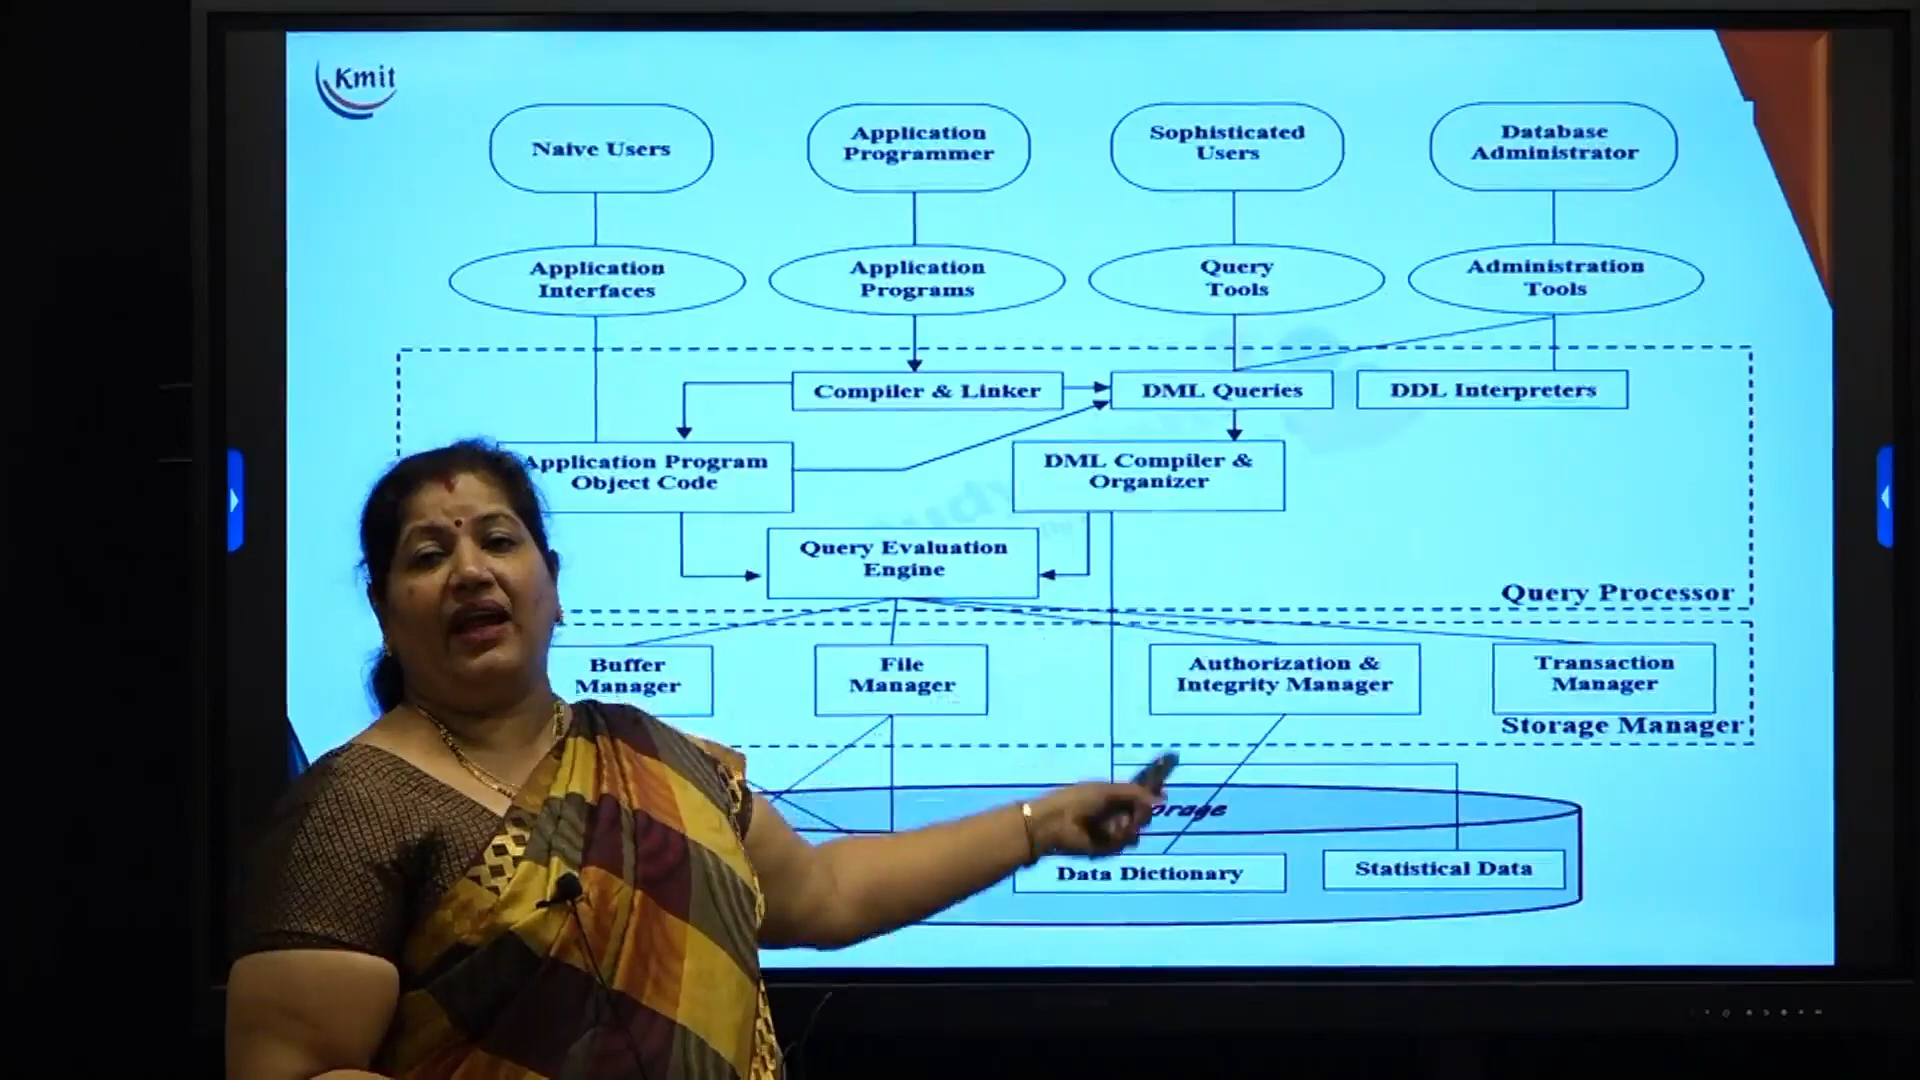 Kmit
Naive Users
Application
Programmer
Sophisticated
Users
Database
Administrator
Application
Interfaces
Application
Programs
Query
Tools
Administration
Tools
Compiler & Linker
DML Queries
DDL Interpreters
Application Program
Object Code
DML Compiler &
Organizer
Query Evaluation
Engine
Query Processor
Buffer
Manager
File
Manager
Authorization &
Integrity Manager
Transaction
Manager
Storage Manager
Data Dictionary
Statistical Data